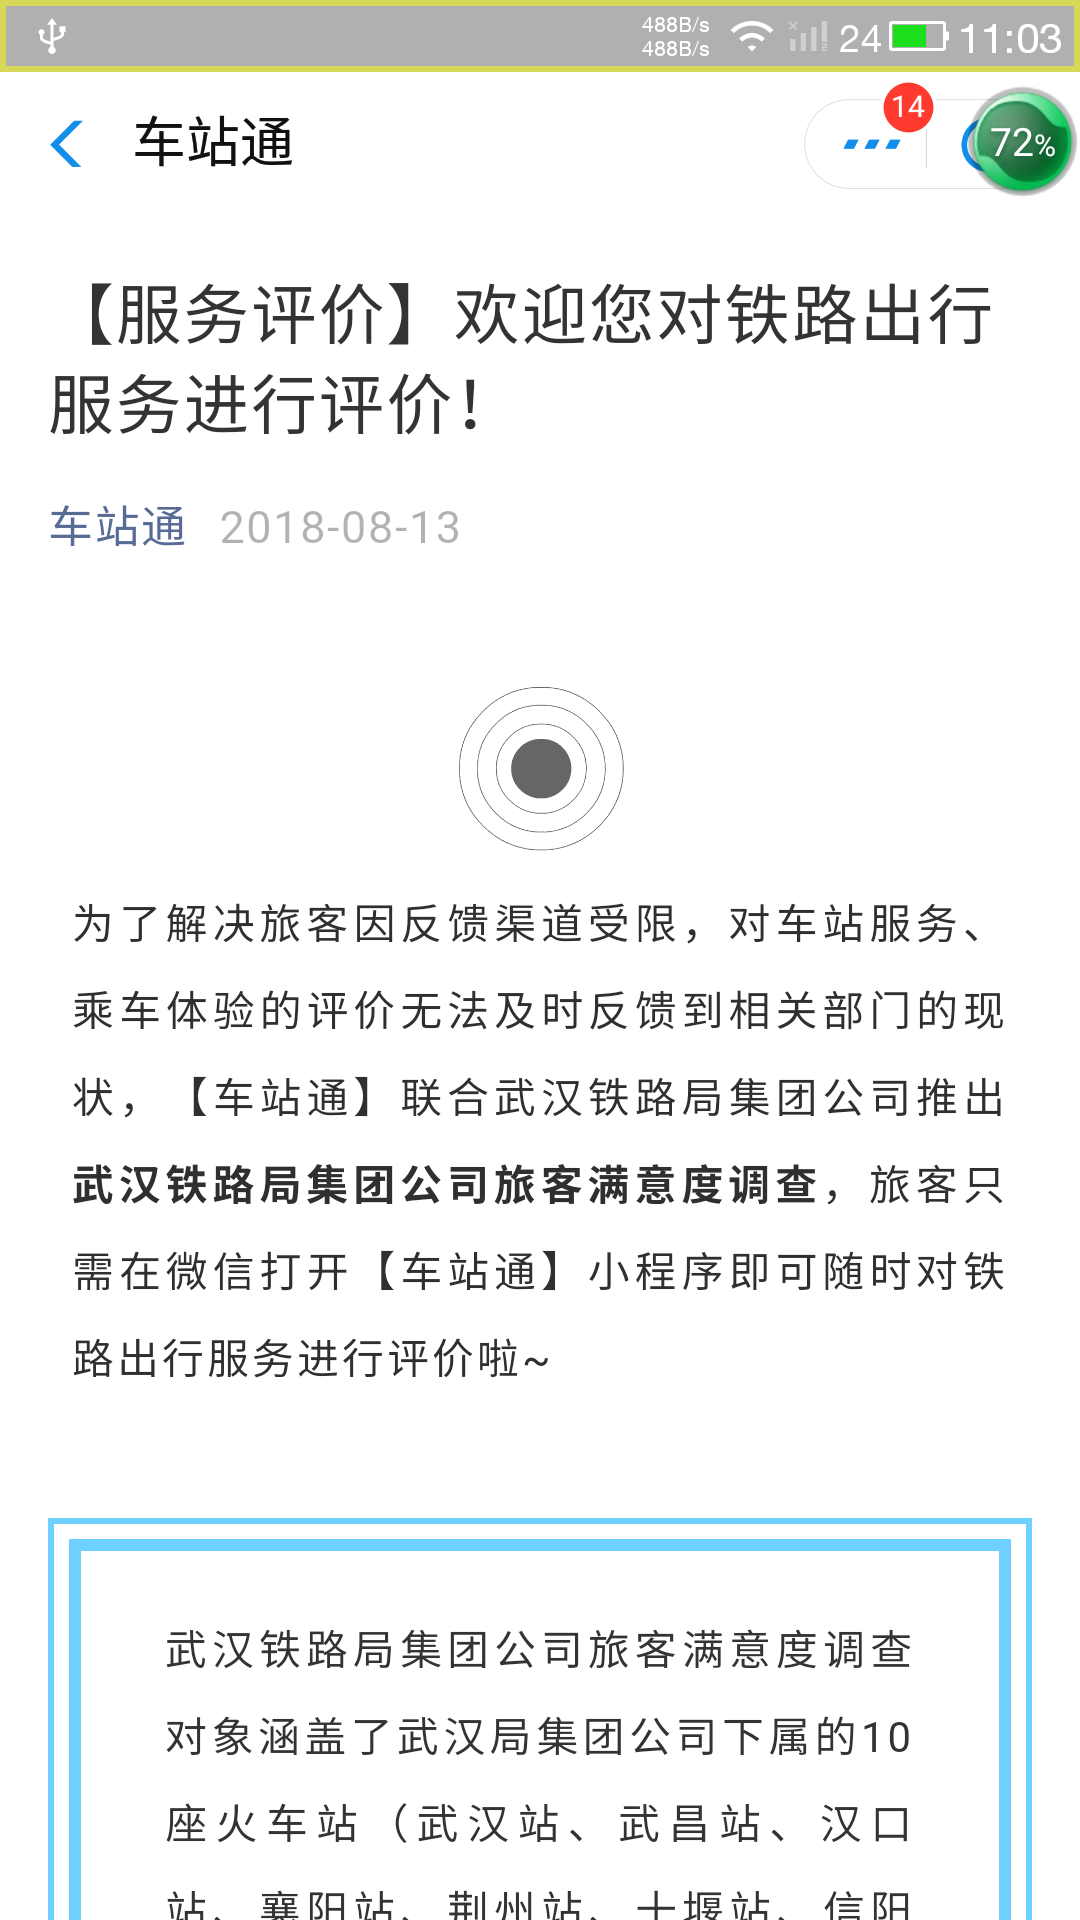 488B/s
488B/s
24
11:03
车站通
14
72%
【服务评价】欢迎您对铁路出行
服务进行评价！
车站通 2018-08-13
为了解决旅客因反馈渠道受限，对车站服务、
乘车体验的评价无法及时反馈到相关部门的现
状，【车站通】联合武汉铁路局集团公司推出
武汉铁路局集团公司旅客满意度调查，旅客只
需在微信打开【车站通】小程序即可随时对铁
路出行服务进行评价啦~
武汉铁路局集团公司旅客满意度调查
对象涵盖了武汉局集团公司下属的10
座火车站（武汉站、武昌站、汉口
站、襄阳站、荆州站、十堰站、信阳